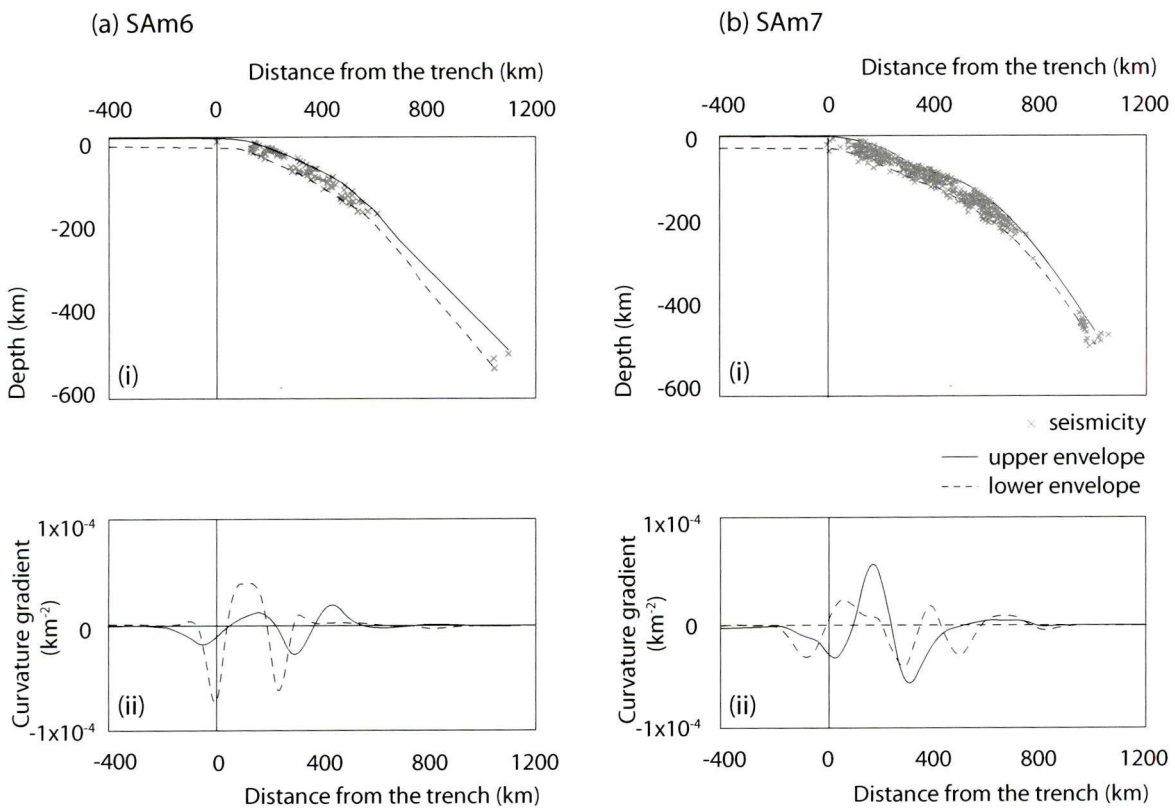 (a) SAm6
Distance from the trench (km)
-400 0 400 800 1200
0
-200
-400
-600
Depth (km)
(i)
1x10-4
0
-1x10-4
Curvature gradient
(km-2)
(ii)
-400 0 400 800 1200
Distance from the trench (km)
(b) SAm7
Distance from the trench (km)
-400 0 400 800 1200
0
-200
-400
-600
Depth (km)
(i)
seismicity
upper envelope
lower envelope
1x10-4
0
-1x10-4
Curvature gradient
(km-2)
(ii)
-400 0 400 800 1200
Distance from the trench (km)